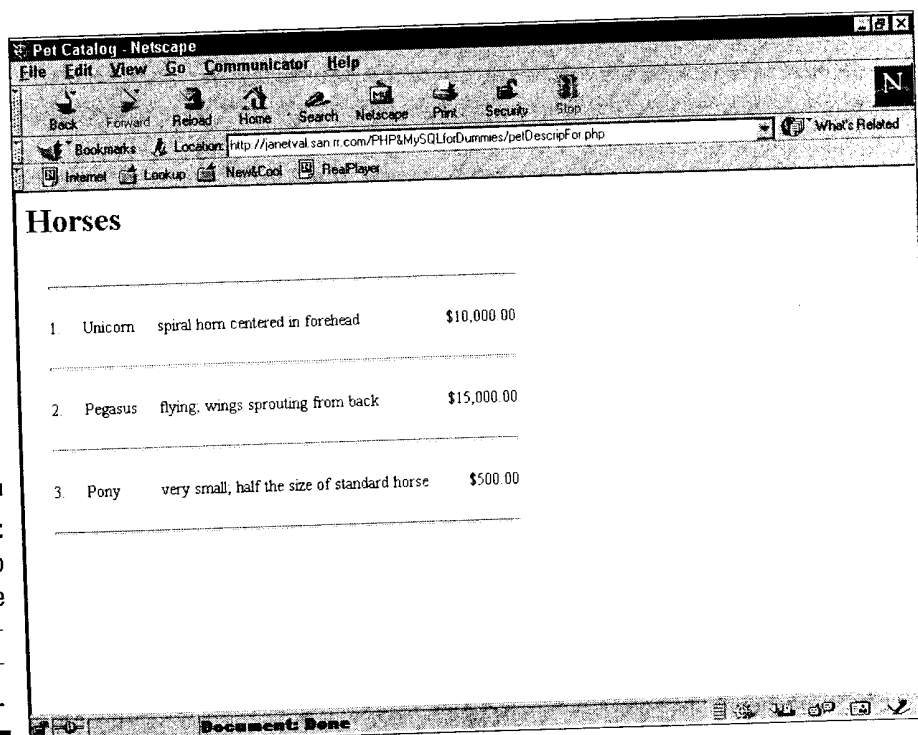 Pet Catalog - Netscape
File Edit View Go Communicator Help
Back Forward Reload Home Search Netscape Print Security Stop
N
Bookmarks Location: http://janetval.san.rr.com/PHP&MySQLforDummies/petDescripFor.php What's Related
Internet Lookup New&Cool RealPlayer
Horses
1. Unicorn spiral horn centered in forehead $10,000.00
2. Pegasus flying; wings sprouting from back $15,000.00
3. Pony very small; half the size of standard horse $500.00
Document: Done